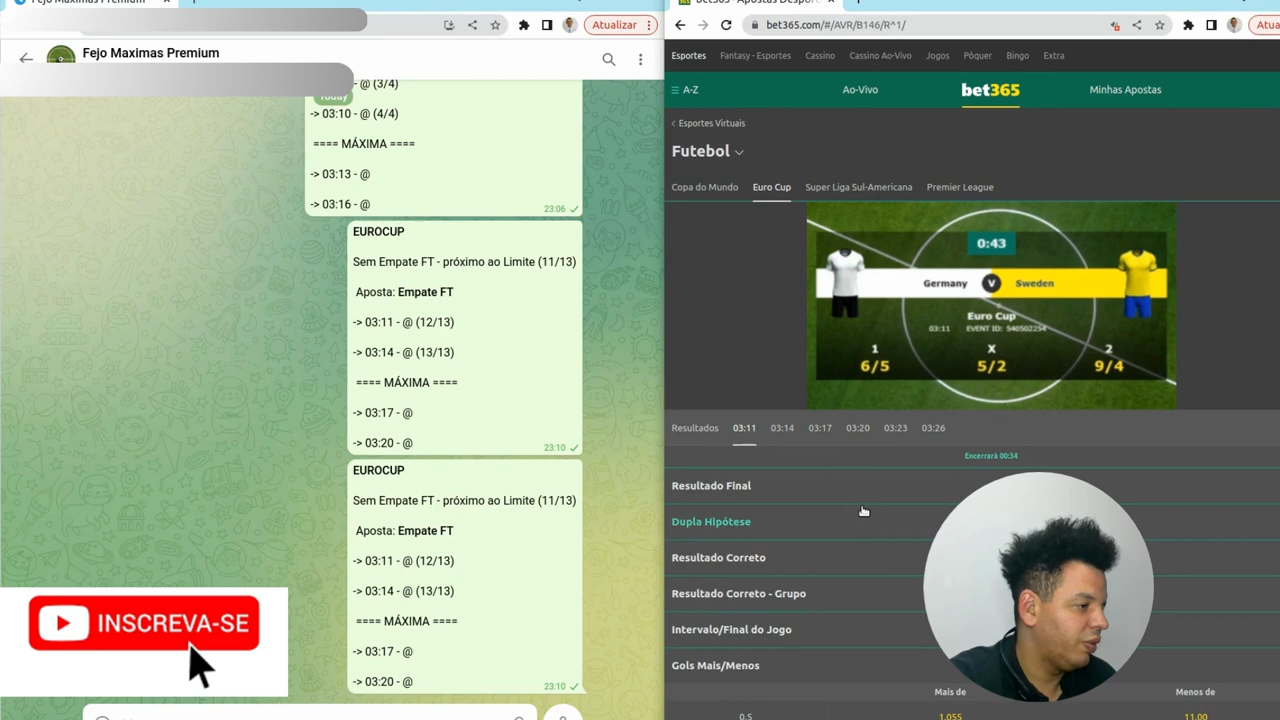 Fejo Maximas Premium
Atualizar
Fejo Maximas Premium
-> 03:10 - @ (4/4)
==== MÁXIMA ====
-> 03:13 - @
-> 03:16 - @
23:06
EUROCUP
Sem Empate FT - próximo ao Limite (11/13)
Aposta: Empate FT
-> 03:11 - @ (12/13)
-> 03:14 - @ (13/13)
==== MÁXIMA ====
-> 03:17 - @
-> 03:20 - @
23:10
EUROCUP
Sem Empate FT - próximo ao Limite (11/13)
Aposta: Empate FT
-> 03:11 - @ (12/13)
-> 03:14 - @ (13/13)
==== MÁXIMA ====
-> 03:17 - @
-> 03:20 - @
23:10
INSCREVA-SE
bet365.com/#/AVR/B146/R^1/
Esportes Fantasy - Esportes Cassino Cassino Ao-Vivo Jogos Pôquer Bingo Extra
A-Z Ao-Vivo bet365 Minhas Apostas
Esportes Virtuais
Futebol
Copa do Mundo Euro Cup Super Liga Sul-Americana Premier League
0:43
Germany V Sweden
Euro Cup
03:11 EVENT ID: 540502254
1 X 2
6/5 5/2 9/4
Resultados 03:11 03:14 03:17 03:20 03:23 03:26
Encerrará 00:34
Resultado Final
Dupla Hipótese
Resultado Correto
Resultado Correto - Grupo
Intervalo/Final do Jogo
Gols Mais/Menos
Mais de Menos de
0.5 1.055 11.00